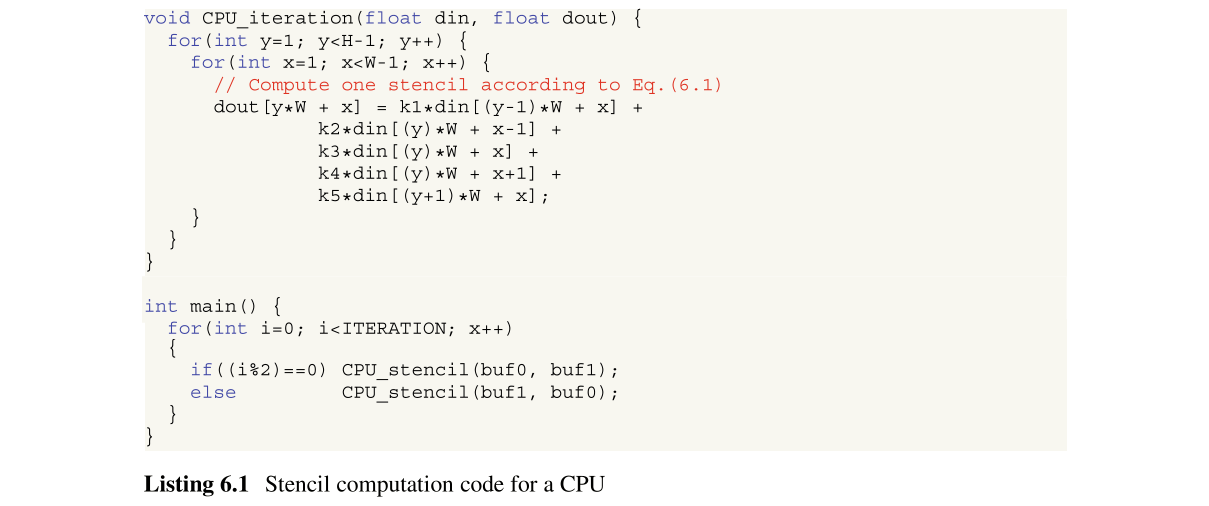 void CPU_iteration(float din, float dout) {
  for(int y=1; y<H-1; y++) {
    for(int x=1; x<W-1; x++) {
      // Compute one stencil according to Eq.(6.1)
      dout[y*W + x] = k1*din[(y-1)*W + x] +
               k2*din[(y)*W + x-1] +
               k3*din[(y)*W + x] +
               k4*din[(y)*W + x+1] +
               k5*din[(y+1)*W + x];
    }
  }
}

int main() {
  for(int i=0; i<ITERATION; x++)
  {
    if((i%2)==0) CPU_stencil(buf0, buf1);
    else         CPU_stencil(buf1, buf0);
  }
}
Listing 6.1 Stencil computation code for a CPU